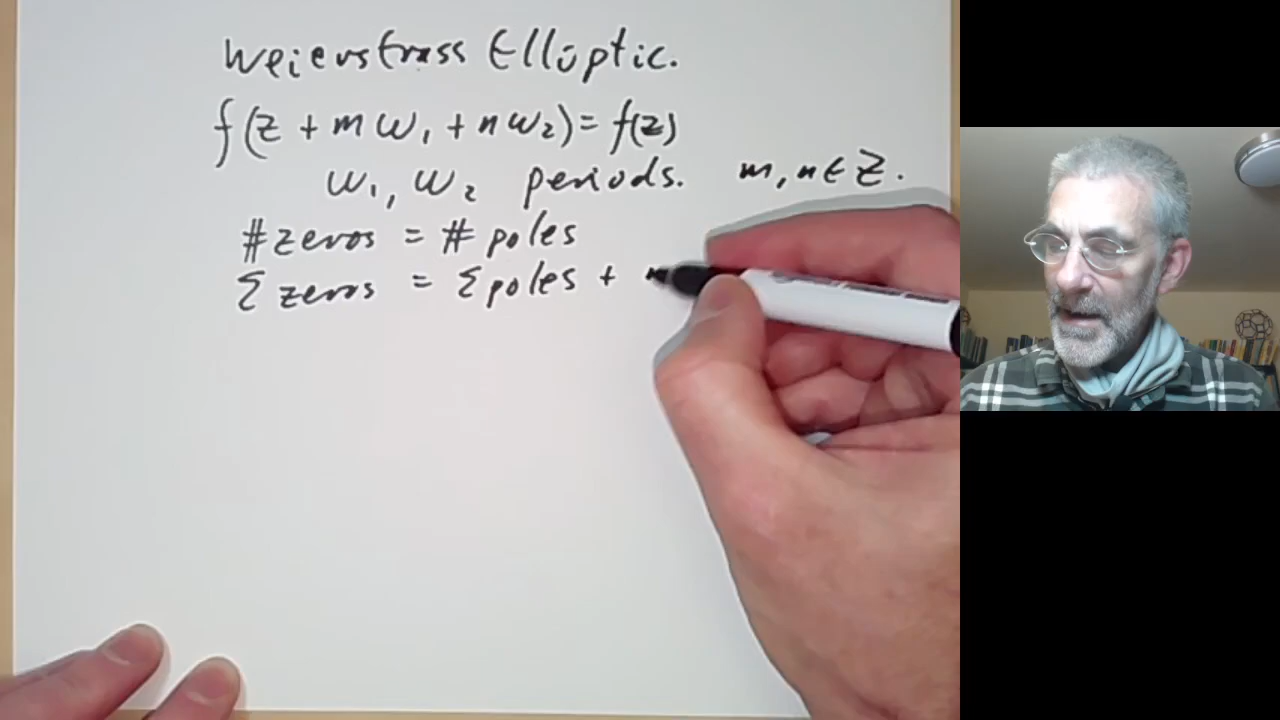 Weierstrass Elliptic.
f(z + mω₁ + nω₂) = f(z)
ω₁, ω₂ periods. m, n ∈ Z.
#zeros = # poles
Σ zeros = Σ poles +